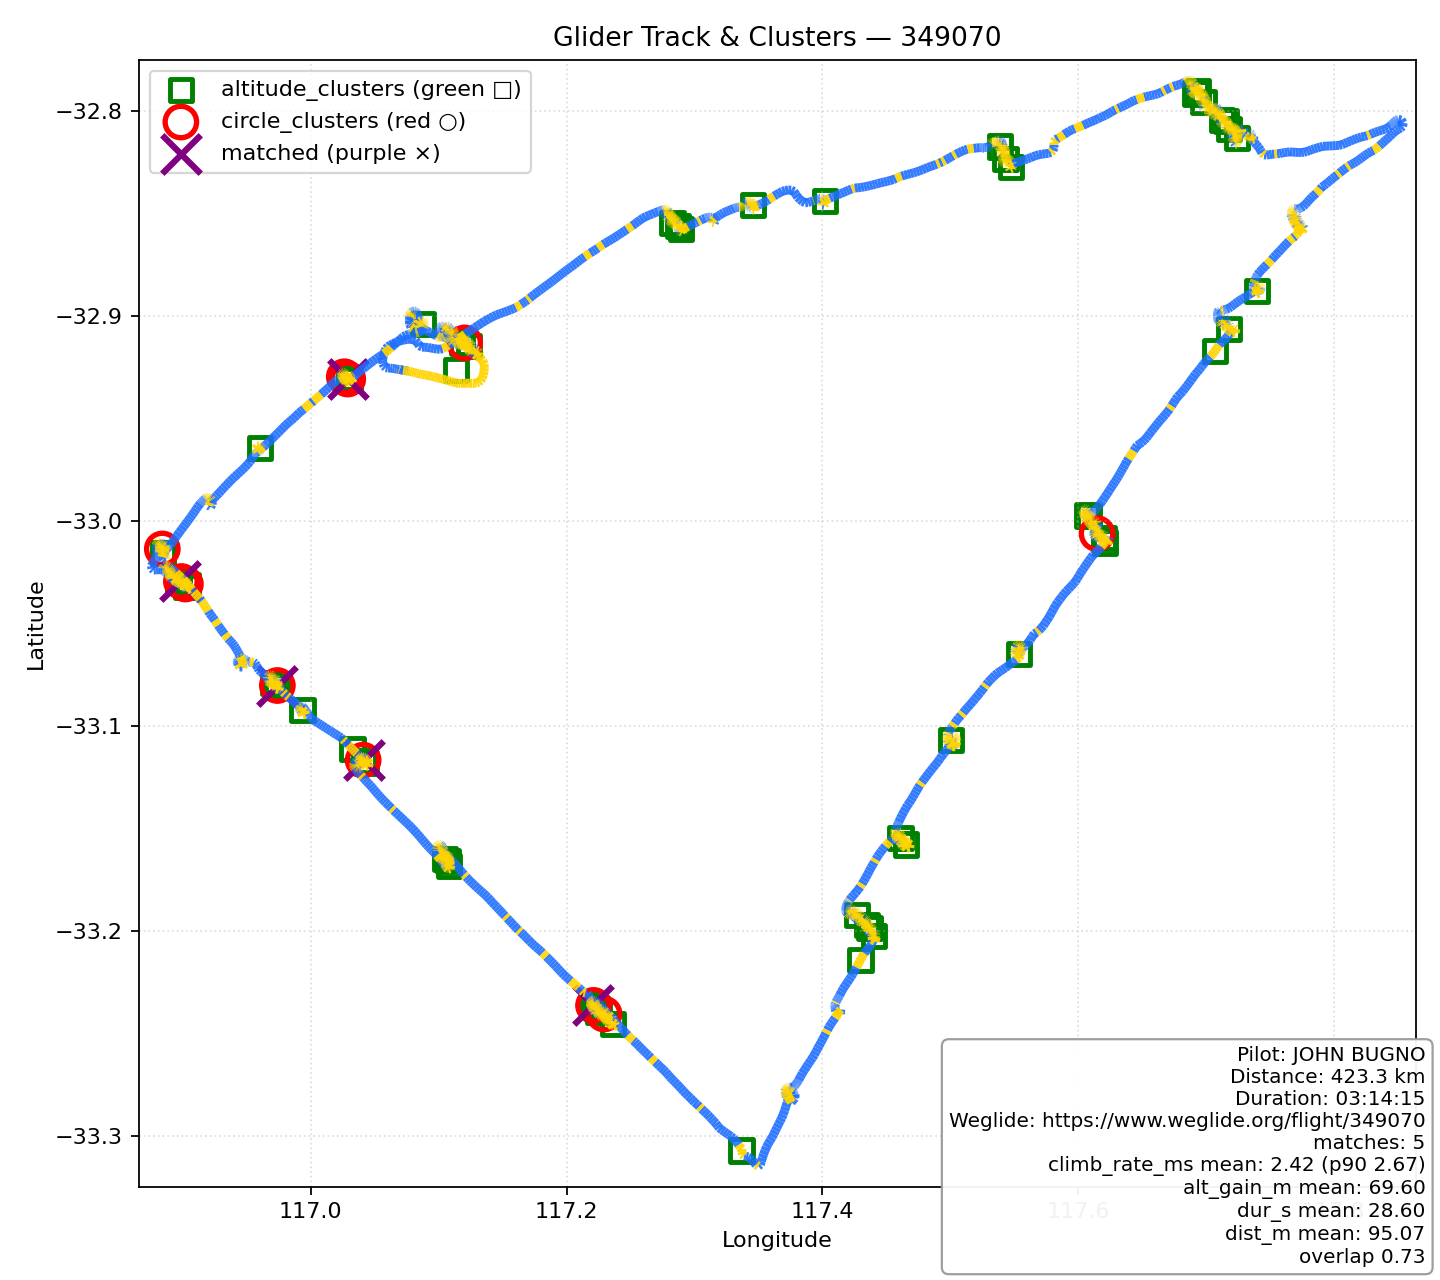 Glider Track & Clusters — 349070
altitude_clusters (green □)
circle_clusters (red ○)
matched (purple ×)
Latitude
−32.8
−32.9
−33.0
−33.1
−33.2
−33.3
117.0
117.2
117.4
117.6
Longitude
Pilot: JOHN BUGNO
Distance: 423.3 km
Duration: 03:14:15
Weglide: https://www.weglide.org/flight/349070
matches: 5
climb_rate_ms mean: 2.42 (p90 2.67)
alt_gain_m mean: 69.60
dur_s mean: 28.60
dist_m mean: 95.07
overlap 0.73